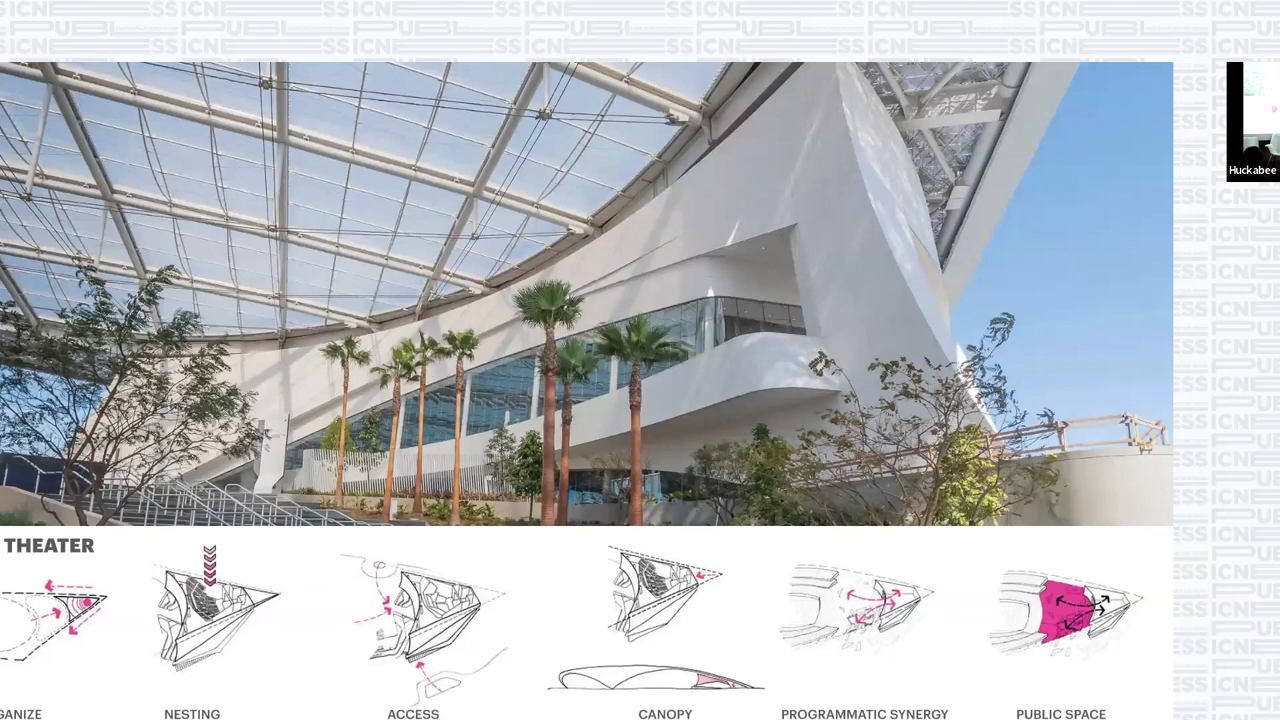 Huckabee
THEATER
GANIZE
NESTING
ACCESS
CANOPY
PROGRAMMATIC SYNERGY
PUBLIC SPACE